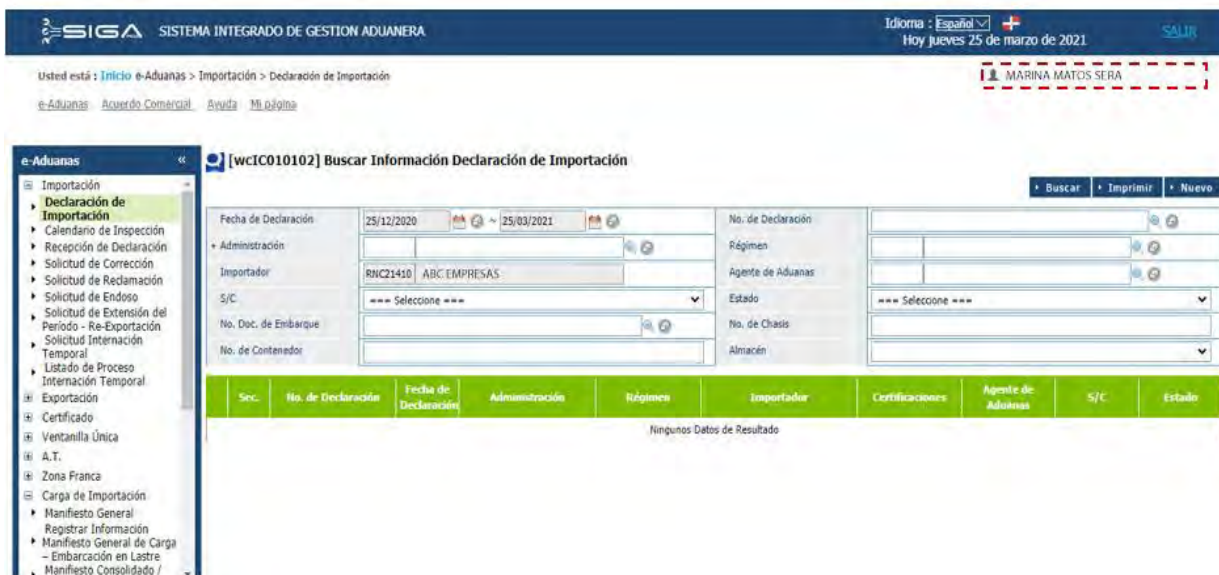 SIGA SISTEMA INTEGRADO DE GESTION ADUANERA
Idioma : Español
Hoy jueves 25 de marzo de 2021
SALIR
Usted está : Inicio e-Aduanas > Importación > Declaración de Importación
MARINA MATOS SERA
e-Aduanas Acuerdo Comercial Ayuda Mi página
e-Aduanas «
Importación
Declaración de
Importación
Calendario de Inspección
Recepción de Declaración
Solicitud de Corrección
Solicitud de Reclamación
Solicitud de Endoso
Solicitud de Extensión del
Período - Re-Exportación
Solicitud Internación
Temporal
Listado de Proceso
Internación Temporal
Exportación
Certificado
Ventanilla Única
A.T.
Zona Franca
Carga de Importación
Manifiesto General
Registrar Información
Manifiesto General de Carga
– Embarcación en Lastre
Manifiesto Consolidado /
[wcIC010102] Buscar Información Declaración de Importación
Buscar Imprimir Nuevo
Fecha de Declaración 25/12/2020 ~ 25/03/2021 No. de Declaración
Administración Régimen
Importador RNC21410 ABC EMPRESAS Agente de Aduanas
S/C === Seleccione === Estado === Seleccione ===
No. Doc. de Embarque No. de Chasis
No. de Contenedor Almacén
Sec. No. de Declaración Fecha de Declaración Administración Régimen Importador Certificaciones Agente de Aduanas S/C Estado
Ningunos Datos de Resultado